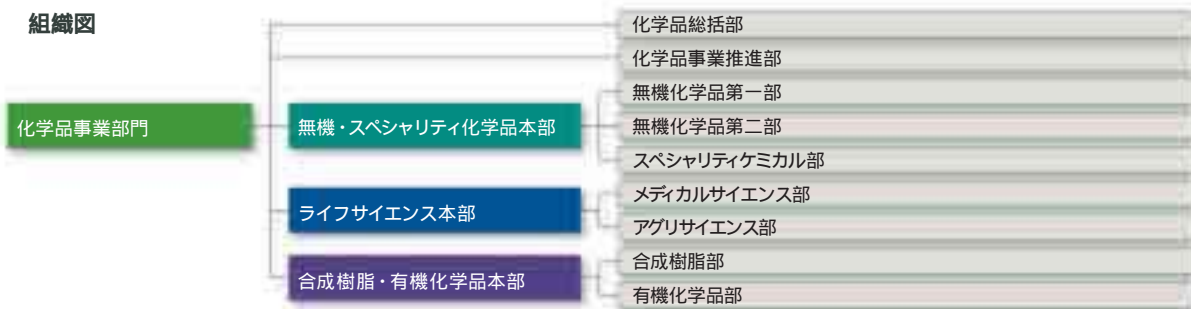 組織図
化学品総括部
化学品事業推進部
化学品事業部門
無機・スペシャリティ化学品本部
無機化学品第一部
無機化学品第二部
スペシャリティケミカル部
ライフサイエンス本部
メディカルサイエンス部
アグリサイエンス部
合成樹脂・有機化学品本部
合成樹脂部
有機化学品部